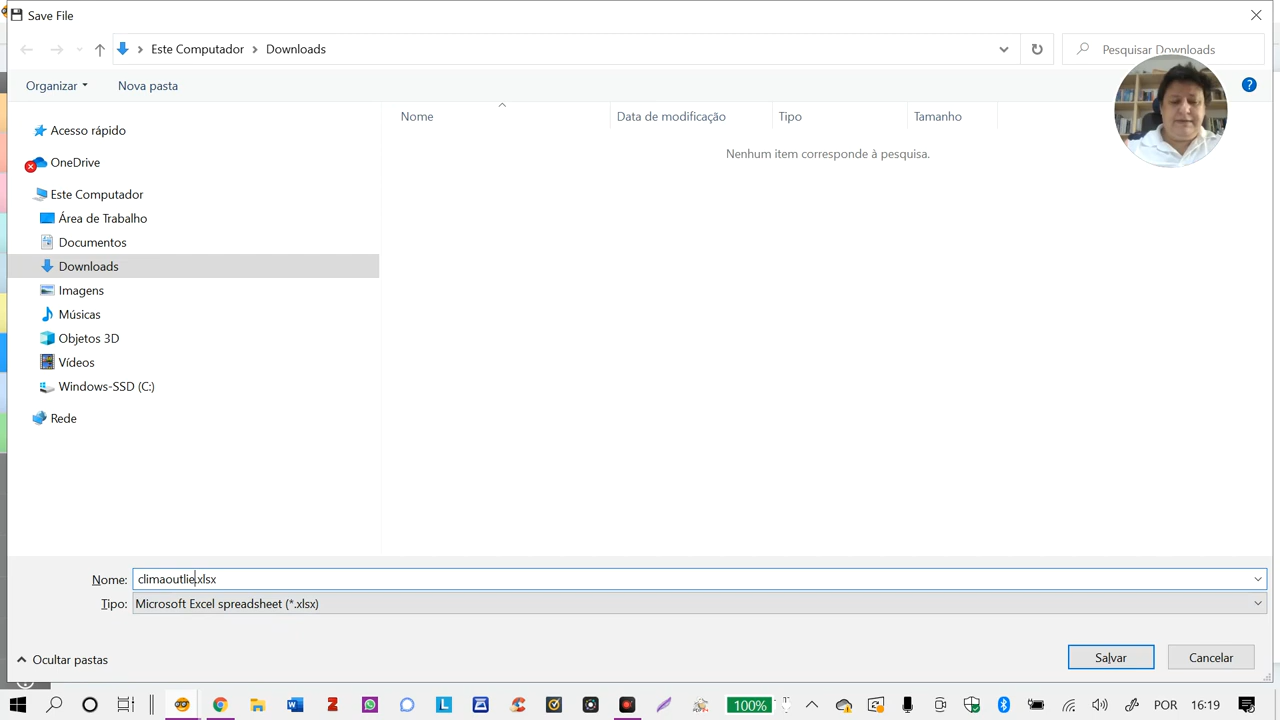 Save File
Este Computador > Downloads
Pesquisar Downloads
Organizar
Nova pasta
Nome
Data de modificação
Tipo
Tamanho
Nenhum item corresponde à pesquisa.
Acesso rápido
OneDrive
Este Computador
Área de Trabalho
Documentos
Downloads
Imagens
Músicas
Objetos 3D
Vídeos
Windows-SSD (C:)
Rede
Nome: climaoutlie.xlsx
Tipo: Microsoft Excel spreadsheet (*.xlsx)
Ocultar pastas
Salvar
Cancelar
100%
POR
16:19